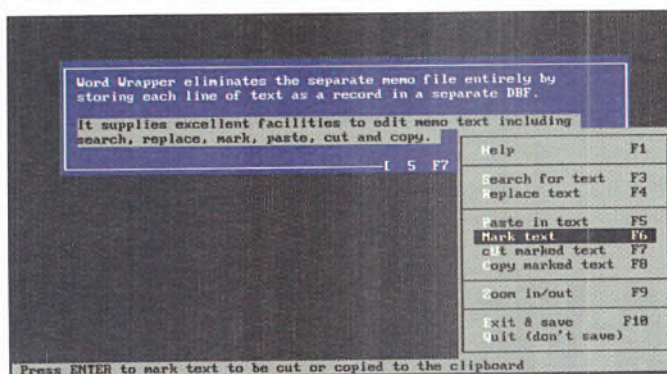 Word Wrapper eliminates the separate memo file entirely by
storing each line of text as a record in a separate DBF.
It supplies excellent facilities to edit memo text including
search, replace, mark, paste, cut and copy.
[ 5 F7
Help F1
Search for text F3
Replace text F4
Paste in text F5
Mark text F6
cUt marked text F7
Copy marked text F8
Zoom in/out F9
Exit & save F10
Quit (don't save)
Press ENTER to mark text to be cut or copied to the clipboard